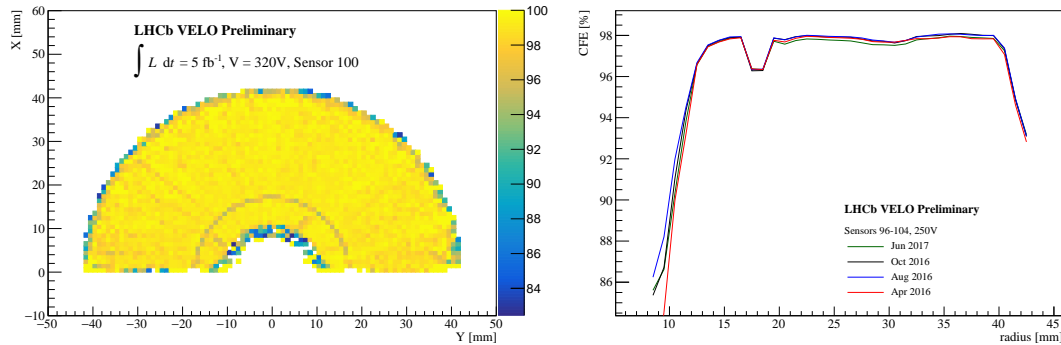 X [mm]
60
50
40
30
20
10
0
−10
LHCb VELO Preliminary
∫ L dt = 5 fb⁻¹, V = 320V, Sensor 100
−50 −40 −30 −20 −10 0 10 20 30 40 50
Y [mm]
100
98
96
94
92
90
88
86
84
CFE [%]
98
96
94
92
90
88
86
LHCb VELO Preliminary
Sensors 96-104, 250V
Jun 2017
Oct 2016
Aug 2016
Apr 2016
10 15 20 25 30 35 40 45
radius [mm]